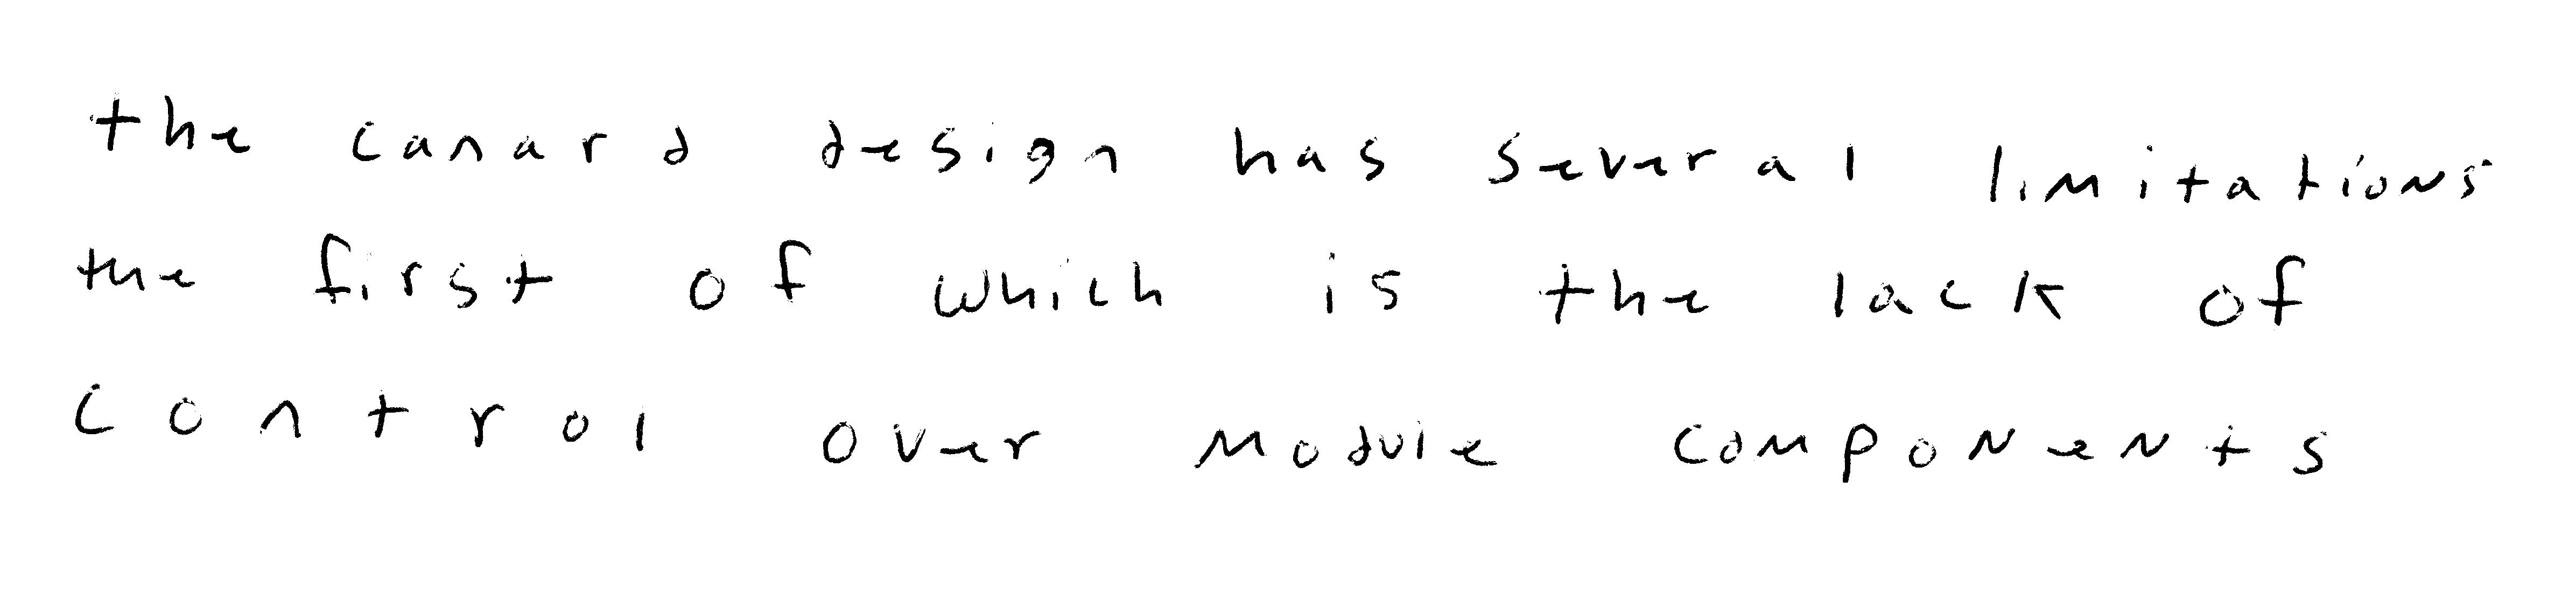 the canard design has several limitations
the first of which is the lack of
control over module components